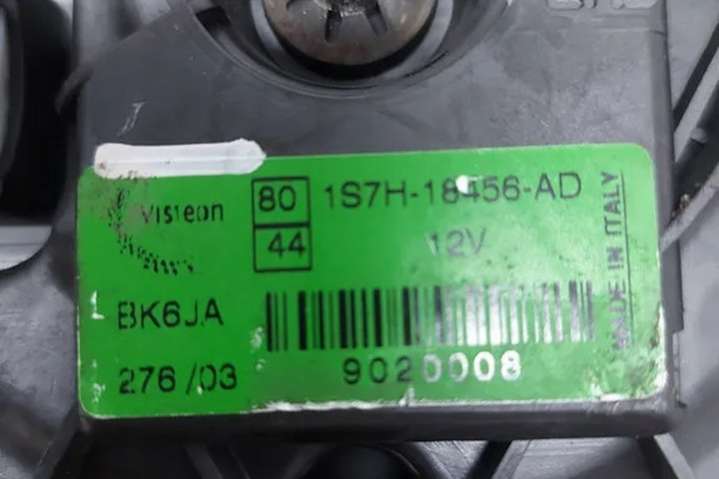 Visteon
80 1S7H-18456-AD
44 12V
MADE IN ITALY
BK6JA
276/03
9020008